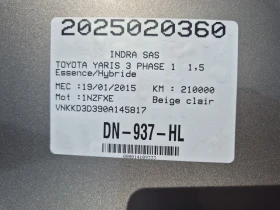 2025020360
INDRA SAS
TOYOTA YARIS 3 PHASE 1 1,5
Essence/Hybride
MEC :19/01/2015 KM : 210000
Mot :1NZFXE Beige clair
VNKKD3D390A145817
DN-937-HL